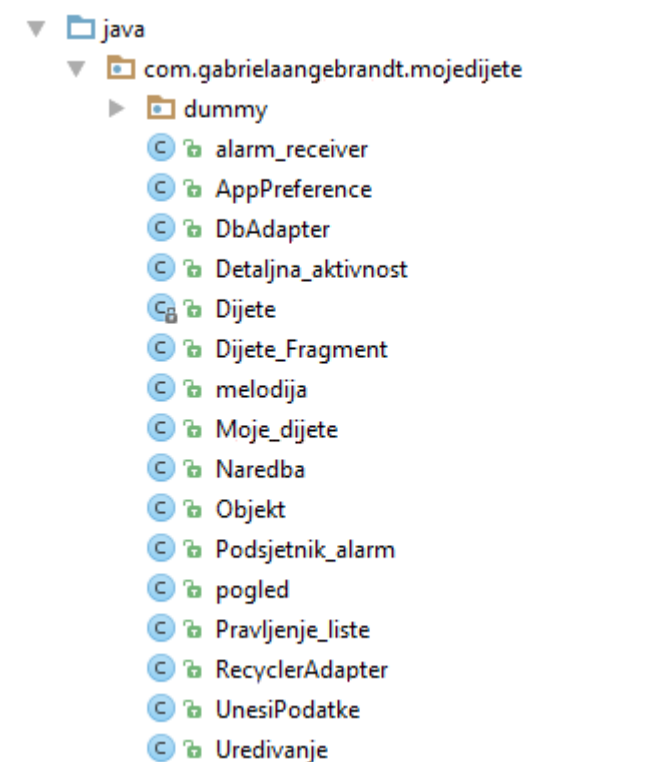 java
com.gabrielaangebrandt.mojedijete
dummy
alarm_receiver
AppPreference
DbAdapter
Detaljna_aktivnost
Dijete
Dijete_Fragment
melodija
Moje_dijete
Naredba
Objekt
Podsjetnik_alarm
pogled
Pravljenje_liste
RecyclerAdapter
UnesiPodatke
Uredivanje